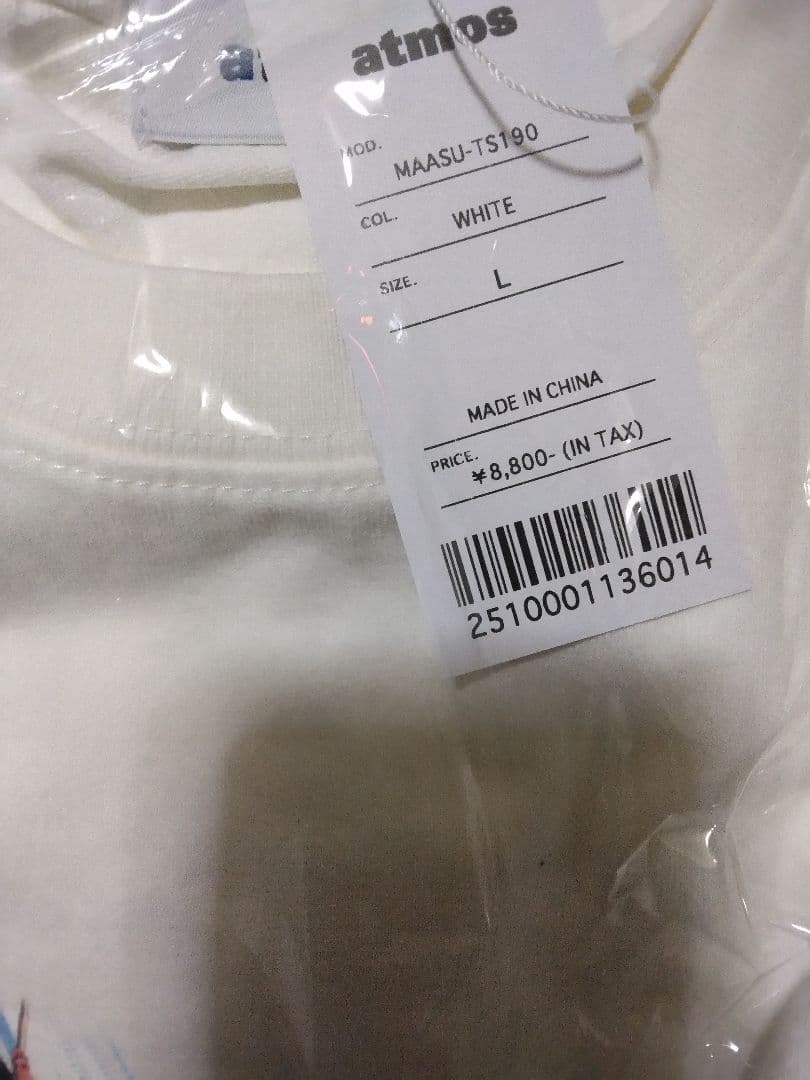 atmos
MOD. MAASU-TS190
COL. WHITE
SIZE. L
MADE IN CHINA
PRICE. ¥8,800- (IN TAX)
2510001136014